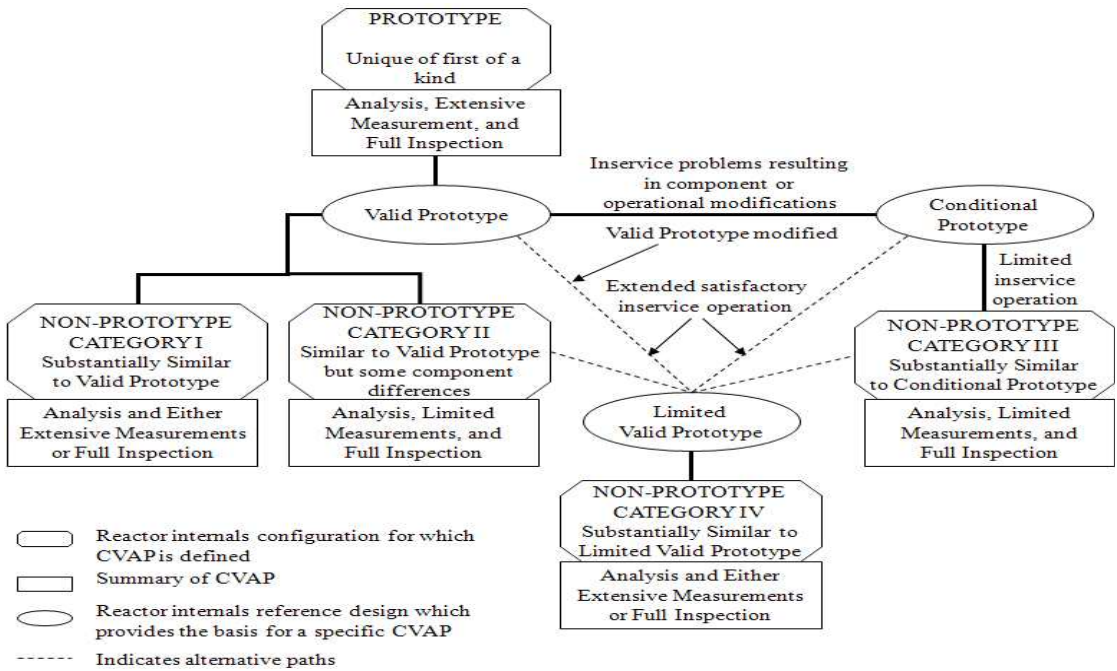 PROTOTYPE
Unique of first of a
kind
Analysis, Extensive
Measurement, and
Full Inspection
Inservice problems resulting
in component or
operational modifications
Valid Prototype
Conditional
Prototype
Valid Prototype modified
Limited
inservice
operation
Extended satisfactory
inservice operation
NON-PROTOTYPE
CATEGORY I
Substantially Similar
to Valid Prototype
Analysis and Either
Extensive Measurements
or Full Inspection
NON-PROTOTYPE
CATEGORY II
Similar to Valid Prototype
but some component
differences
Analysis, Limited
Measurements, and
Full Inspection
NON-PROTOTYPE
CATEGORY III
Substantially Similar
to Conditional Prototype
Analysis, Limited
Measurements, and
Full Inspection
Limited
Valid Prototype
NON-PROTOTYPE
CATEGORY IV
Substantially Similar to
Limited Valid Prototype
Analysis and Either
Extensive Measurements
or Full Inspection
Reactor internals configuration for which
CVAP is defined
Summary of CVAP
Reactor internals reference design which
provides the basis for a specific CVAP
Indicates alternative paths